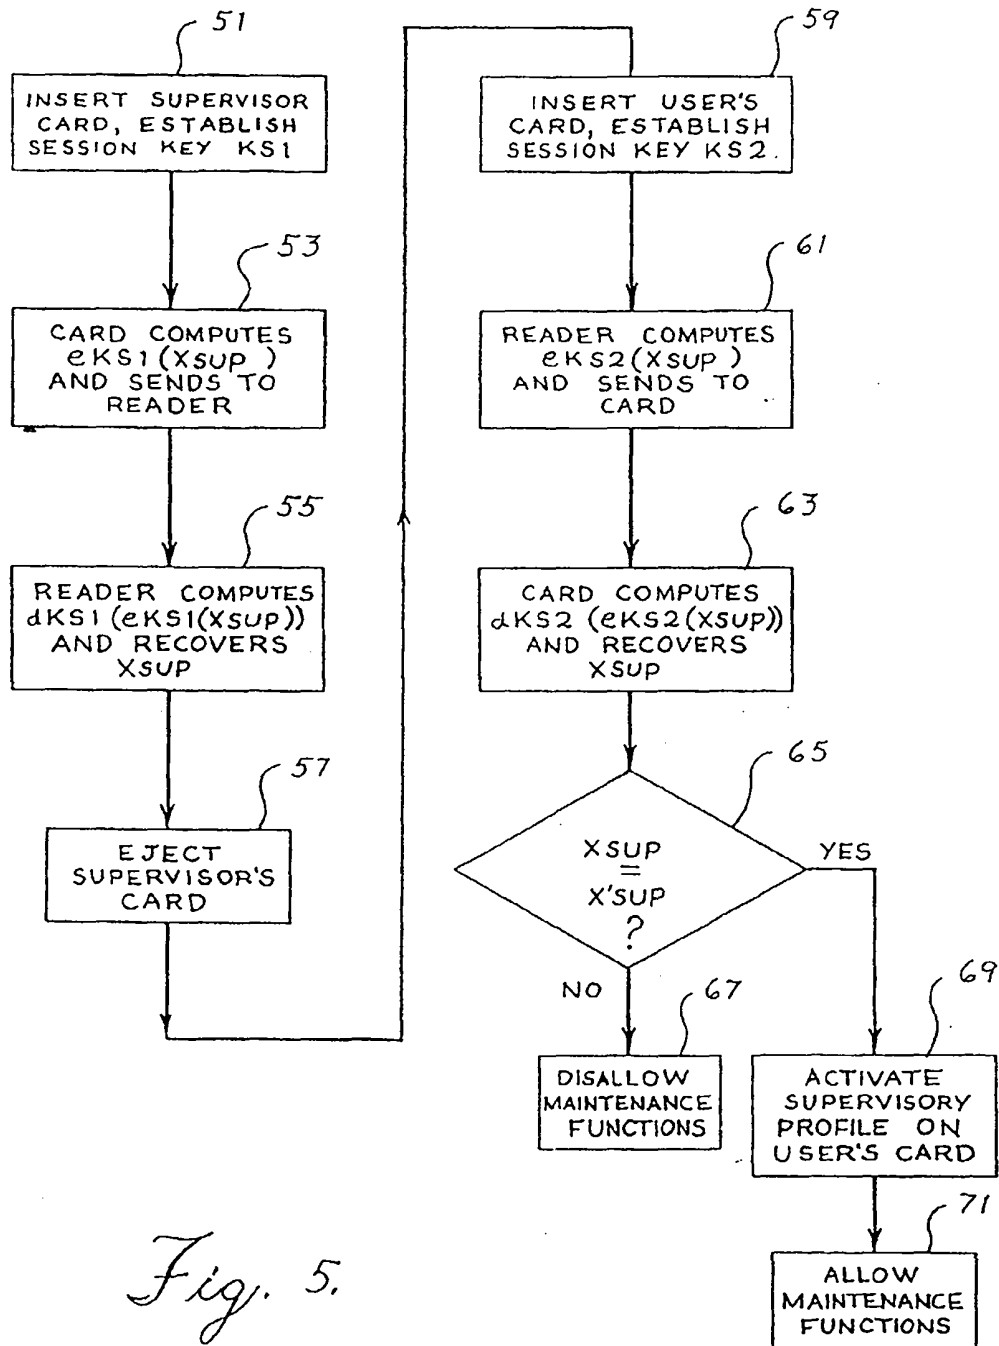 51
INSERT SUPERVISOR
CARD, ESTABLISH
SESSION KEY KS1
53
CARD COMPUTES
eKS1(XSUP )
AND SENDS TO
READER
55
READER COMPUTES
dKS1(eKS1(XSUP))
AND RECOVERS
XSUP
57
EJECT
SUPERVISOR'S
CARD
59
INSERT USER'S
CARD, ESTABLISH
SESSION KEY KS2.
61
READER COMPUTES
eKS2(XSUP)
AND SENDS TO
CARD
63
CARD COMPUTES
dKS2 (eKS2(XSUP))
AND RECOVERS
XSUP
65
XSUP
=
X'SUP
?
YES
NO
67
DISALLOW
MAINTENANCE
FUNCTIONS
69
ACTIVATE
SUPERVISORY
PROFILE ON
USER'S CARD
71
ALLOW
MAINTENANCE
FUNCTIONS
Fig. 5.